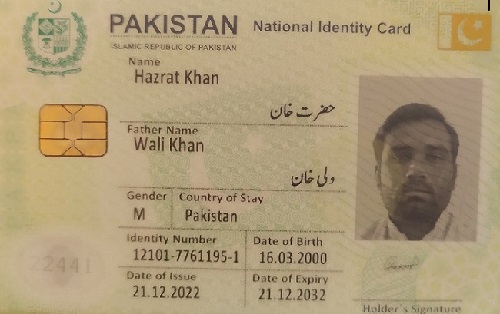 PAKISTAN National Identity Card
ISLAMIC REPUBLIC OF PAKISTAN
Name
Hazrat Khan
حضرت خان
Father Name
Wali Khan
ولی خان
Gender Country of Stay
M Pakistan
Identity Number Date of Birth
12101-7761195-1 16.03.2000
22441
Date of Issue Date of Expiry
21.12.2022 21.12.2032
Holder's Signature